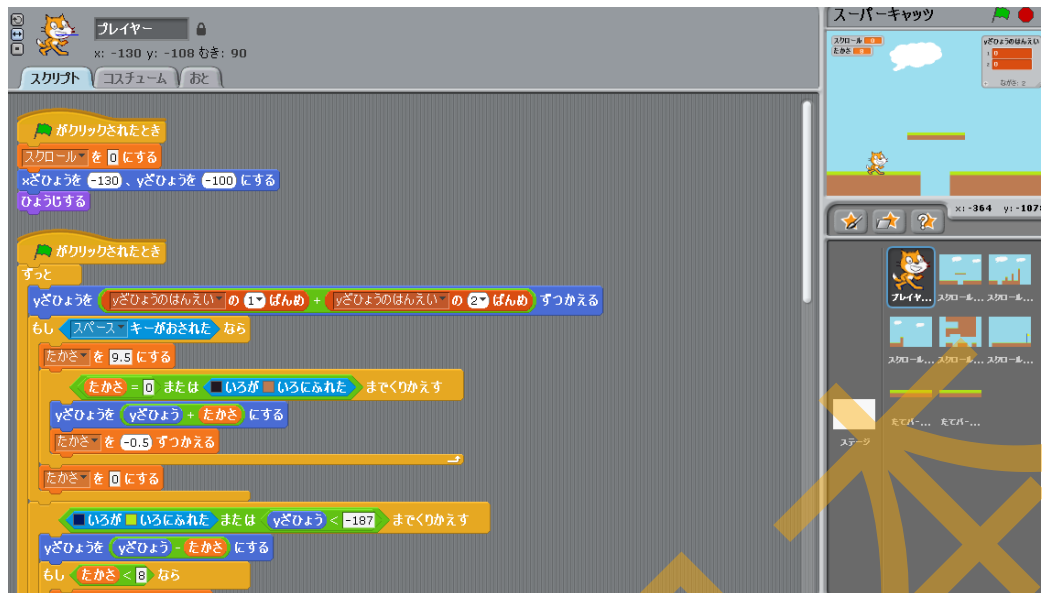 プレイヤー
x: -130 y: -108 むき: 90
スクリプト コスチューム おと
がクリックされたとき
スクロール を 0 にする
xざひょうを -130 、yざひょうを -100 にする
ひょうじする
がクリックされたとき
ずっと
yざひょうを yざひょうのはんえい の 1 ばんめ + yざひょうのはんえい の 2 ばんめ ずつかえる
もし スペース キーがおされた なら
たかさ を 9.5 にする
たかさ = 0 または いろが いろにふれた までくりかえす
yざひょうを yざひょう + たかさ にする
たかさ を -0.5 ずつかえる
たかさ を 0 にする
いろが いろにふれた または yざひょう < -187 までくりかえす
yざひょうを yざひょう - たかさ にする
もし たかさ < 8 なら
スーパーキャッツ
スクロール 0
たかさ 0
yざひょうのはんえい
1 0
2 0
ながさ: 2
x: -364 y: -107
プレイヤ... スクロール... スクロール...
スクロール... スクロール... スクロール...
たてバー... たてバー...
ステージ